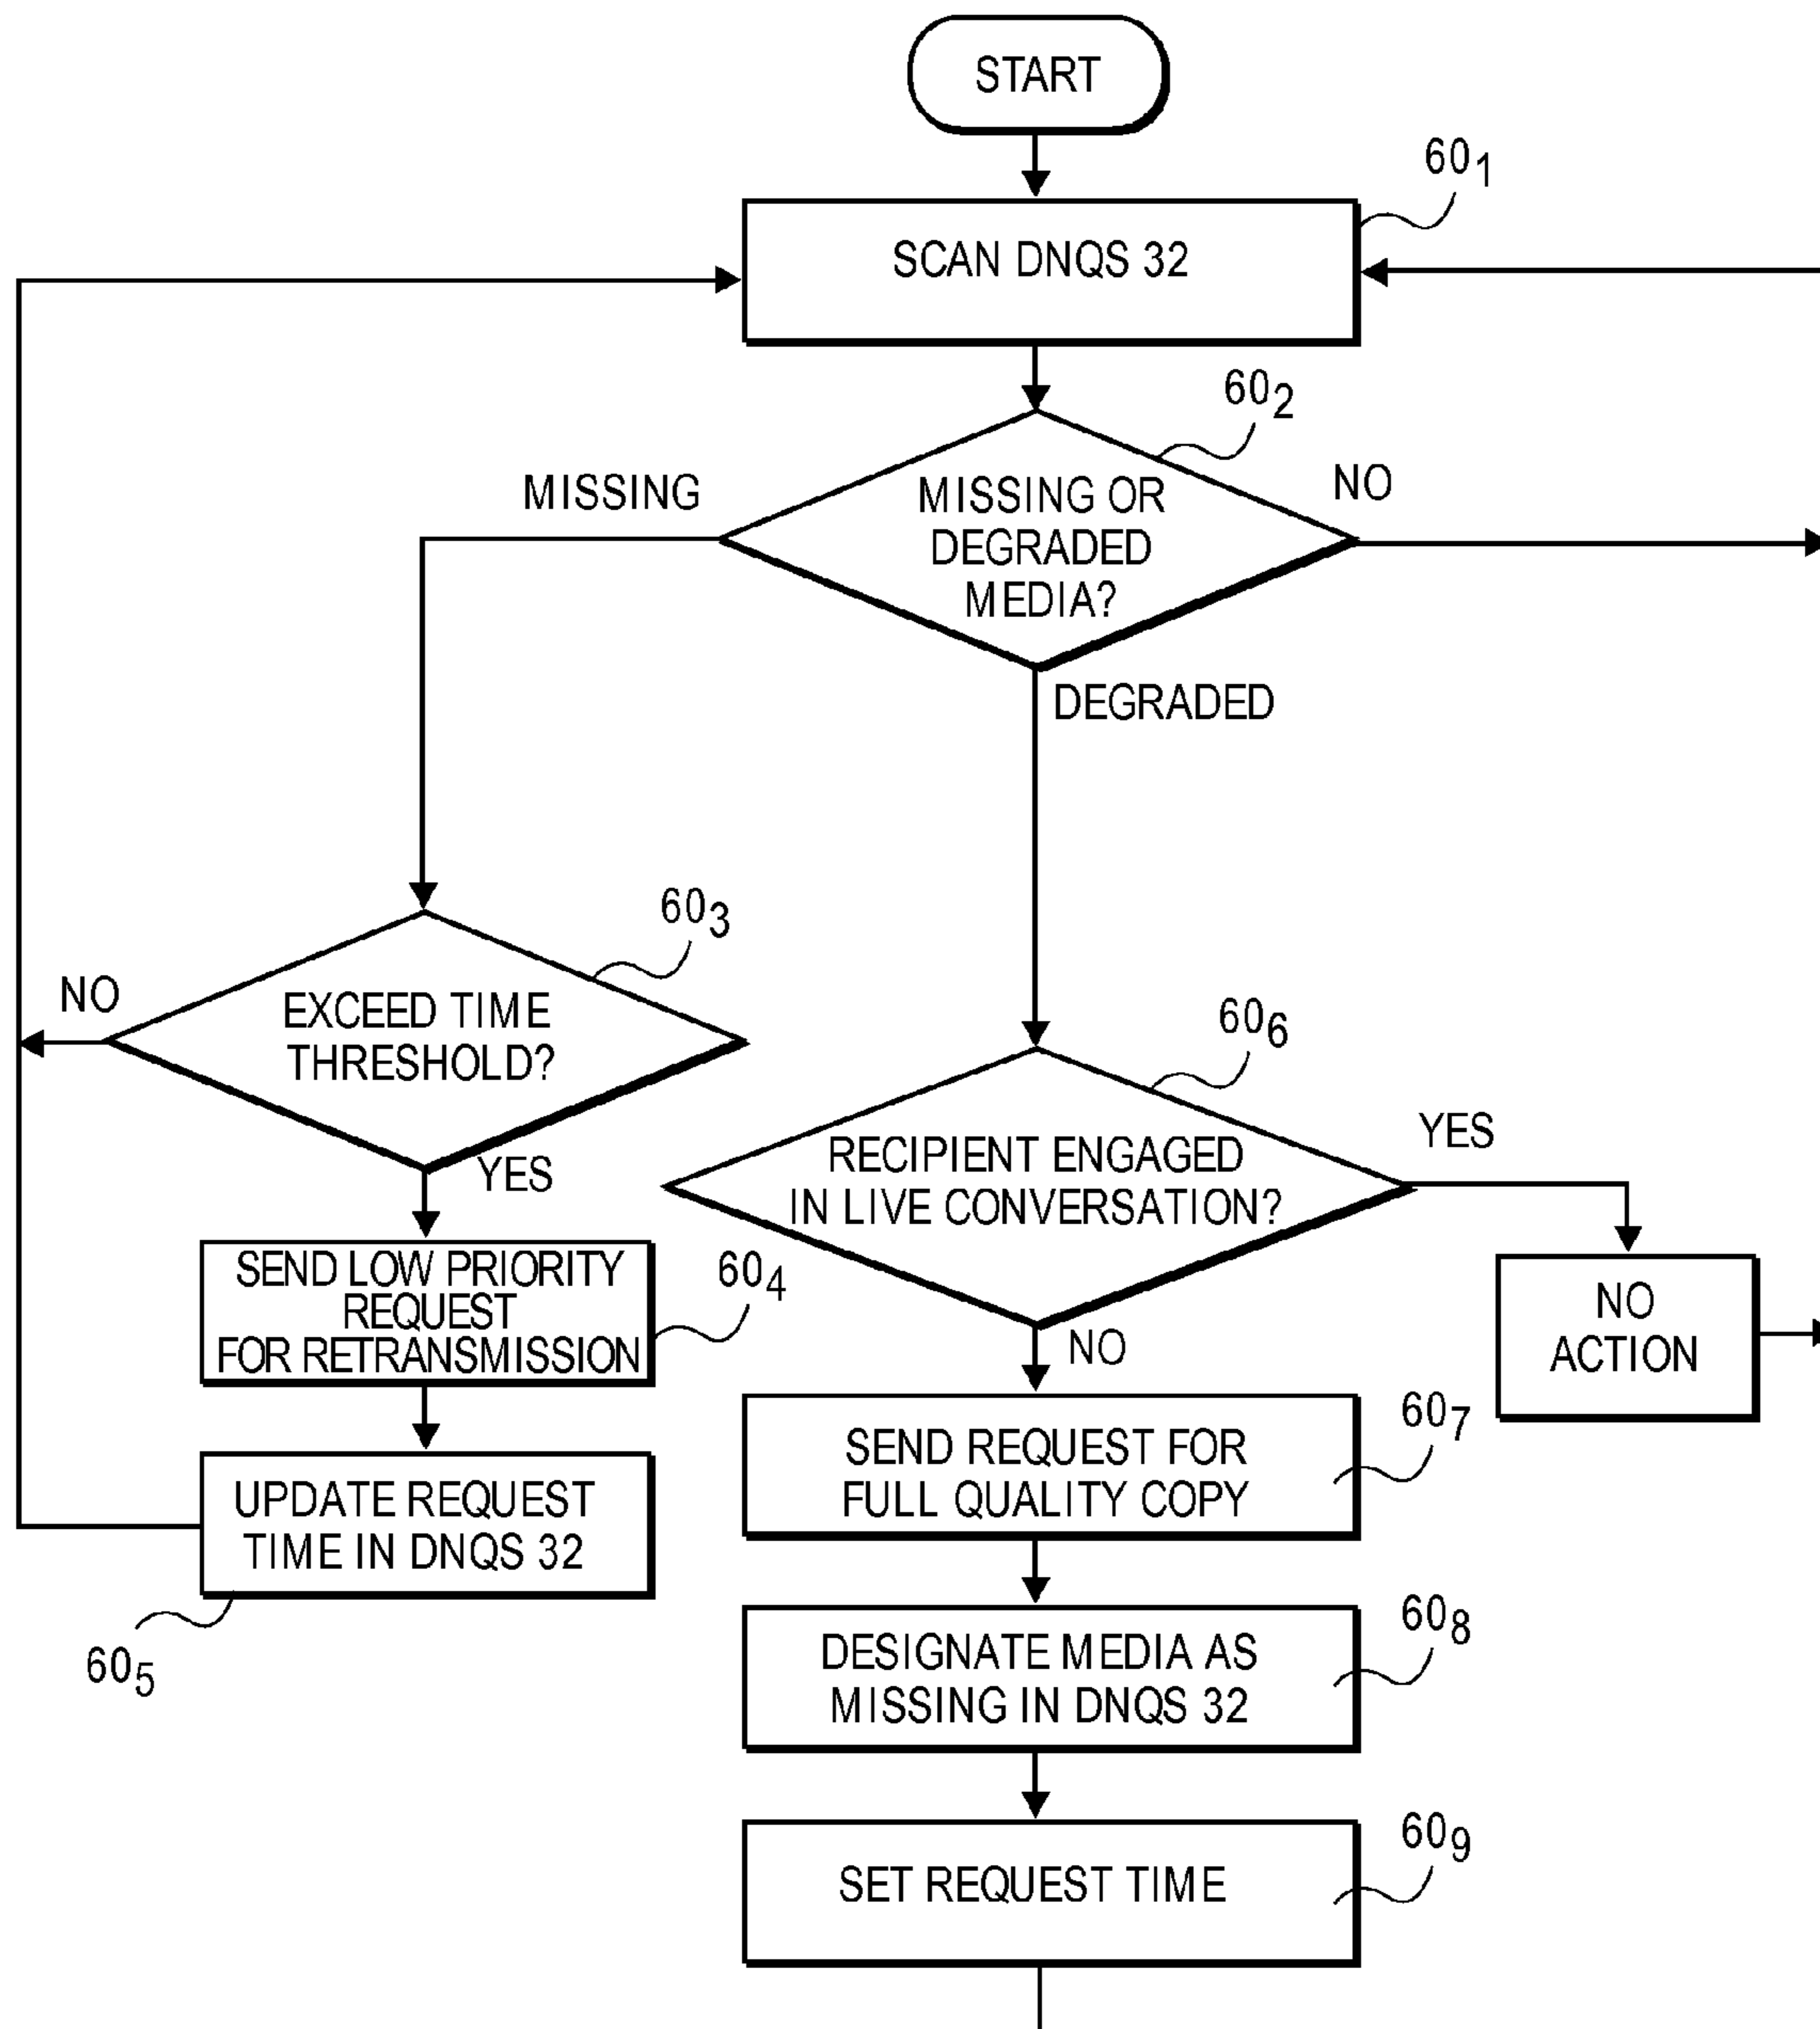 START
60₁
SCAN DNQS 32
60₂
MISSING
MISSING OR
DEGRADED
MEDIA?
NO
DEGRADED
60₃
NO
EXCEED TIME
THRESHOLD?
YES
60₆
RECIPIENT ENGAGED
IN LIVE CONVERSATION?
YES
SEND LOW PRIORITY
REQUEST
FOR RETRANSMISSION
60₄
NO
NO
ACTION
UPDATE REQUEST
TIME IN DNQS 32
60₅
SEND REQUEST FOR
FULL QUALITY COPY
60₇
DESIGNATE MEDIA AS
MISSING IN DNQS 32
60₈
SET REQUEST TIME
60₉